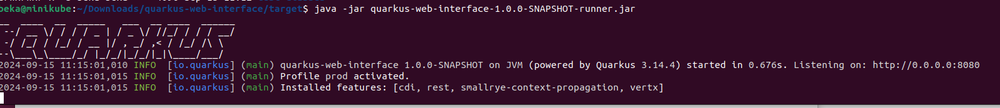 beka@minikube:~/Downloads/quarkus-web-interface/target$ java -jar quarkus-web-interface-1.0.0-SNAPSHOT-runner.jar
__  ____  __  _____   ___  __ ____  ______
 --/ __ \/ / / / _ | / _ \/ //_/ / / / __/
 -/ /_/ / /_/ / __ |/ , _/ ,< / /_/ /\ \
--\___\_\____/_/ |_/_/|_/_/|_|\____/___/
2024-09-15 11:15:01,010 INFO  [io.quarkus] (main) quarkus-web-interface 1.0.0-SNAPSHOT on JVM (powered by Quarkus 3.14.4) started in 0.676s. Listening on: http://0.0.0.0:8080
2024-09-15 11:15:01,015 INFO  [io.quarkus] (main) Profile prod activated.
2024-09-15 11:15:01,015 INFO  [io.quarkus] (main) Installed features: [cdi, rest, smallrye-context-propagation, vertx]